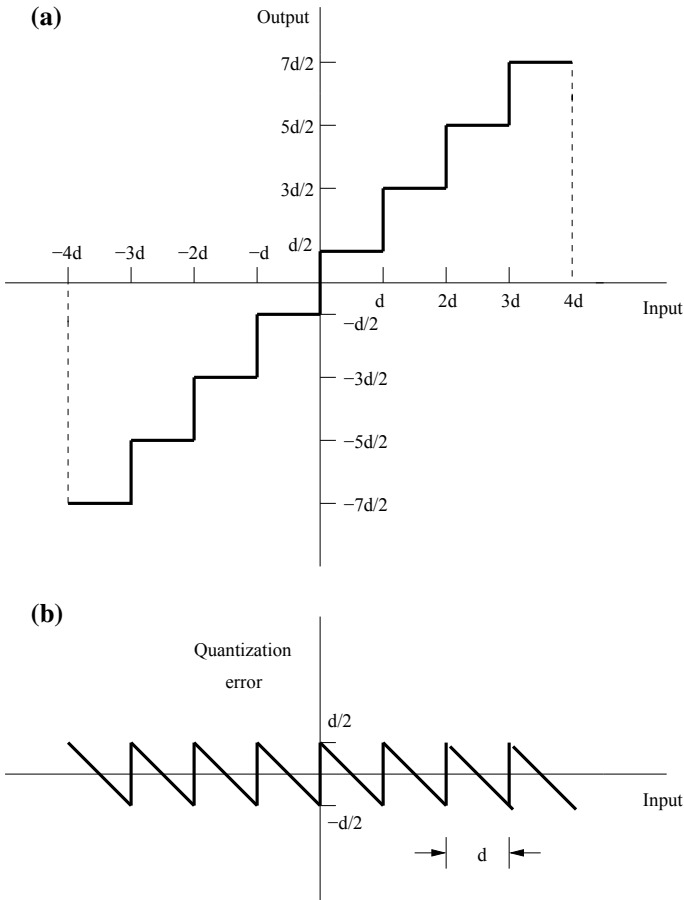 (a)
Output
7d/2
5d/2
3d/2
d/2
−4d −3d −2d −d
d 2d 3d 4d
Input
−d/2
−3d/2
−5d/2
−7d/2
(b)
Quantization
error
d/2
Input
−d/2
d